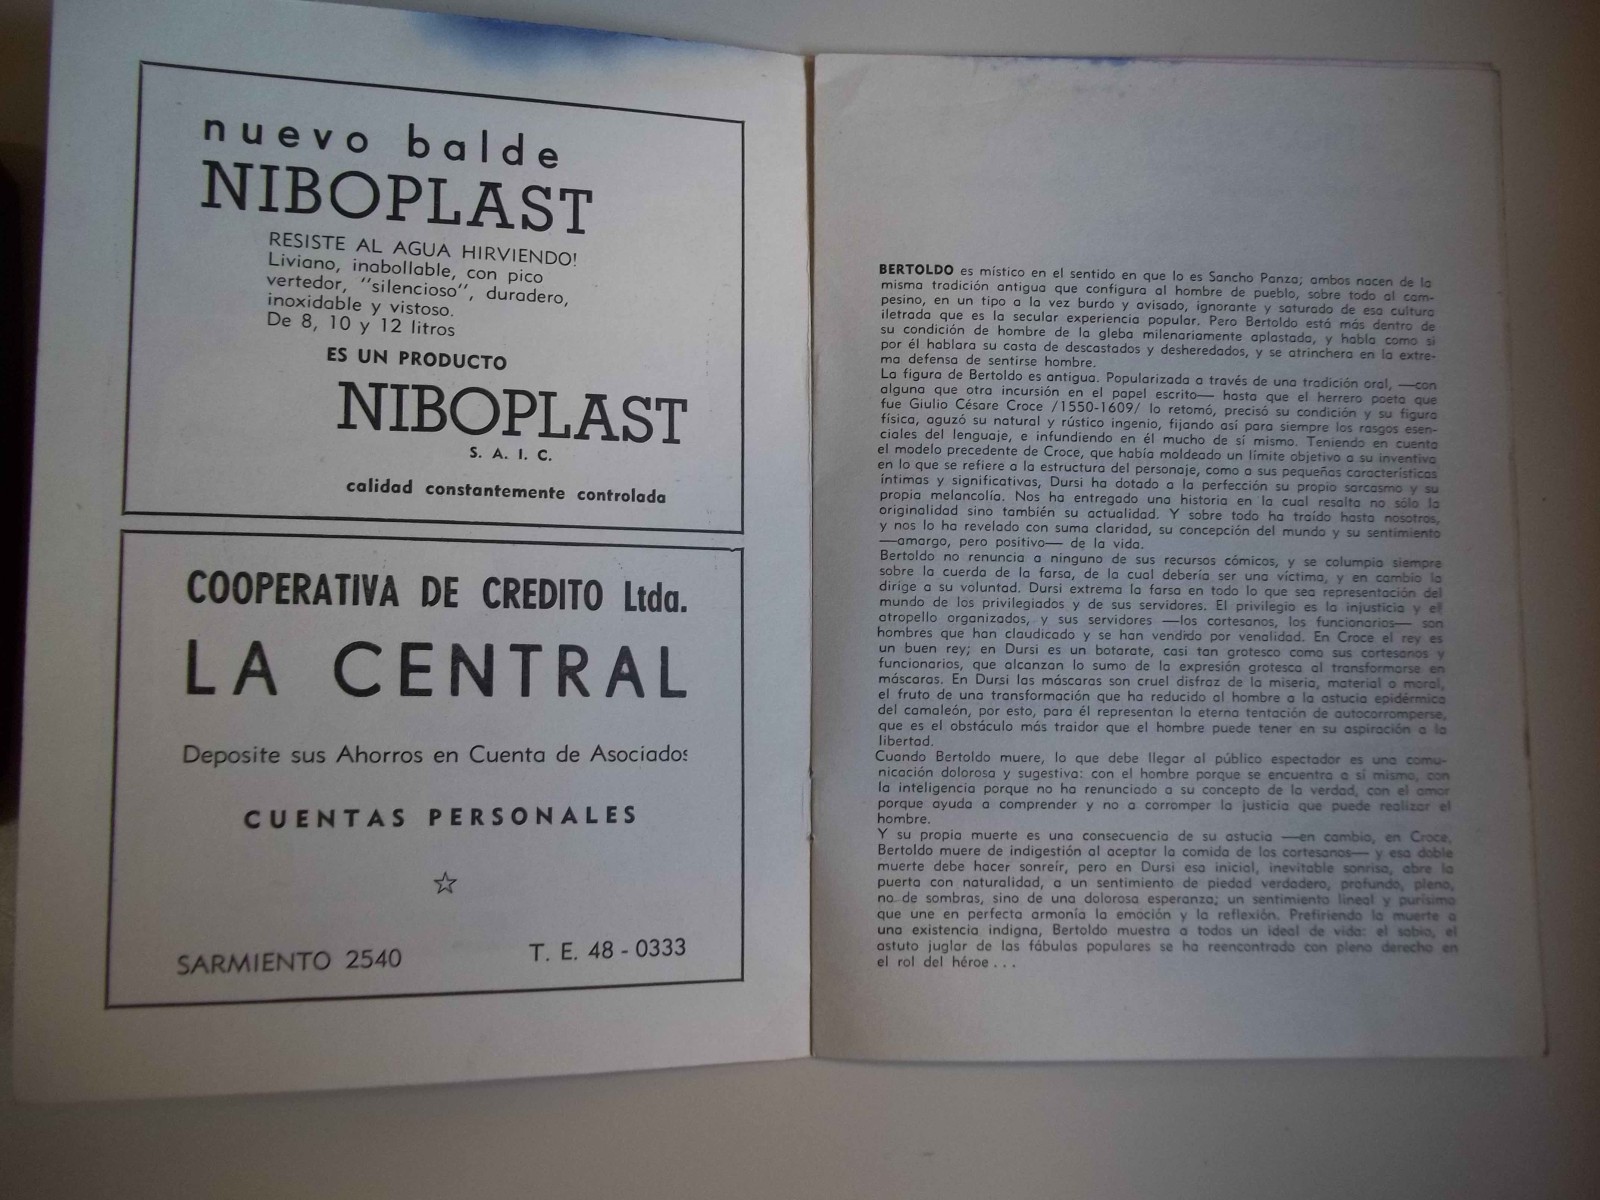 nuevo balde
NIBOPLAST
RESISTE AL AGUA HIRVIENDO!
Liviano, inabollable, con pico
vertedor, "silencioso", duradero,
inoxidable y vistoso.
De 8, 10 y 12 litros
ES UN PRODUCTO
NIBOPLAST
S. A. I. C.
calidad constantemente controlada
COOPERATIVA DE CREDITO Ltda.
LA CENTRAL
Deposite sus Ahorros en Cuenta de Asociados
CUENTAS PERSONALES
SARMIENTO 2540 T. E. 48 - 0333
BERTOLDO es místico en el sentido en que lo es Sancho Panza; ambos nacen de la
misma tradición antigua que configura al hombre de pueblo, sobre todo al cam-
pesino, en un tipo a la vez burdo y avisado, ignorante y saturado de esa cultura
iletrada que es la secular experiencia popular. Pero Bertoldo está más dentro de
su condición de hombre de la gleba milenariamente aplastada, y habla como si
por él hablara su casta de descastados y desheredados, y se atrinchera en la extre-
ma defensa de sentirse hombre.
La figura de Bertoldo es antigua. Popularizada a través de una tradición oral, —con
alguna que otra incursión en el papel escrito— hasta que el herrero poeta que
fue Giulio César Croce /1550-1609/ lo retomó, precisó su condición y su figura
física, aguzó su natural y rústico ingenio, fijando así para siempre los rasgos esen-
ciales del lenguaje, e infundiendo en él mucho de sí mismo. Teniendo en cuenta
el modelo precedente de Croce, que había moldeado un límite objetivo a su inventiva
en lo que se refiere a la estructura del personaje, como a sus pequeñas características
íntimas y significativas, Dursi ha dotado a la perfección su propio sarcasmo y su
propia melancolía. Nos ha entregado una historia en la cual resalta no sólo la
originalidad sino también su actualidad. Y sobre todo ha traído hasta nosotros,
y nos lo ha revelado con suma claridad, su concepción del mundo y su sentimiento
—amargo, pero positivo— de la vida.
Bertoldo no renuncia a ninguno de sus recursos cómicos, y se columpia siempre
sobre la cuerda de la farsa, de la cual debería ser una víctima, y en cambio la
dirige a su voluntad. Dursi extrema la farsa en todo lo que sea representación del
mundo de los privilegiados y de sus servidores. El privilegio es la injusticia y el
atropello organizados, y sus servidores —los cortesanos, los funcionarios— son
hombres que han claudicado y se han vendido por venalidad. En Croce el rey es
un buen rey; en Dursi es un botarate, casi tan grotesco como sus cortesanos y
funcionarios, que alcanzan lo sumo de la expresión grotesca al transformarse en
máscaras. En Dursi las máscaras son cruel disfraz de la miseria, material o moral,
el fruto de una transformación que ha reducido al hombre a la astucia epidérmica
del camaleón, por esto, para él representan la eterna tentación de autocorromperse,
que es el obstáculo más traidor que el hombre puede tener en su aspiración a la
libertad.
Cuando Bertoldo muere, lo que debe llegar al público espectador es una comu-
nicación dolorosa y sugestiva: con el hombre porque se encuentra a sí mismo, con
la inteligencia porque no ha renunciado a su concepto de la verdad, con el amor
porque ayuda a comprender y no a corromper la justicia que puede realizar el
hombre.
Y su propia muerte es una consecuencia de su astucia —en cambio, en Croce,
Bertoldo muere de indigestión al aceptar la comida de los cortesanos— y esa doble
muerte debe hacer sonreír, pero en Dursi esa inicial, inevitable sonrisa, abre la
puerta con naturalidad, a un sentimiento de piedad verdadero, profundo, pleno,
no de sombras, sino de una dolorosa esperanza; un sentimiento lineal y purísimo
que une en perfecta armonía la emoción y la reflexión. Prefiriendo la muerte a
una existencia indigna, Bertoldo muestra a todos un ideal de vida: el sabio, el
astuto juglar de las fábulas populares se ha reencontrado con pleno derecho en
el rol del héroe . . .